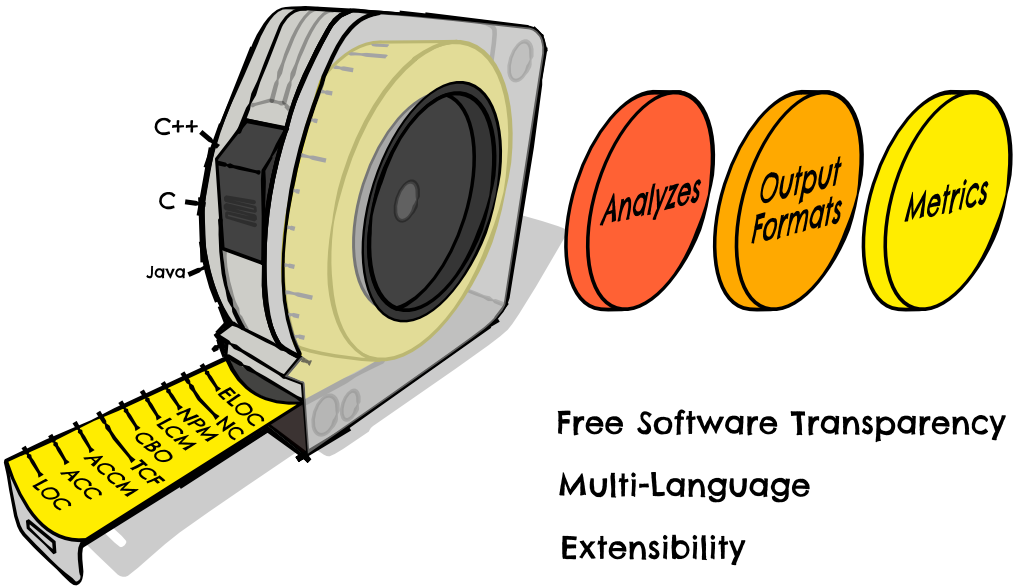 C++
C
Java
Analyzes
Output
Formats
Metrics
ELOC
NC
NPM
LCM
CBO
TCF
ACCM
ACC
LOC
Free Software Transparency
Multi-Language
Extensibility